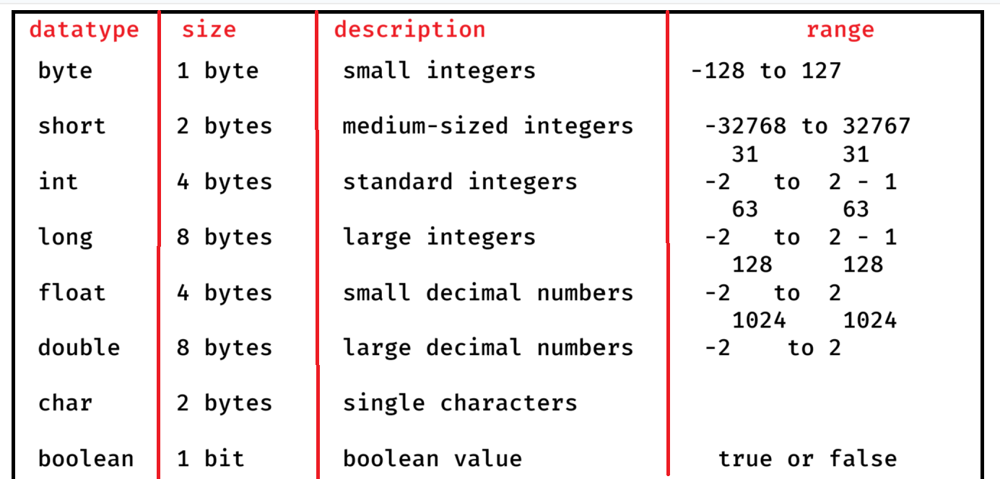 datatype size description range
byte 1 byte small integers -128 to 127
short 2 bytes medium-sized integers -32768 to 32767
31 31
int 4 bytes standard integers -2 to 2 - 1
63 63
long 8 bytes large integers -2 to 2 - 1
128 128
float 4 bytes small decimal numbers -2 to 2
1024 1024
double 8 bytes large decimal numbers -2 to 2
char 2 bytes single characters
boolean 1 bit boolean value true or false